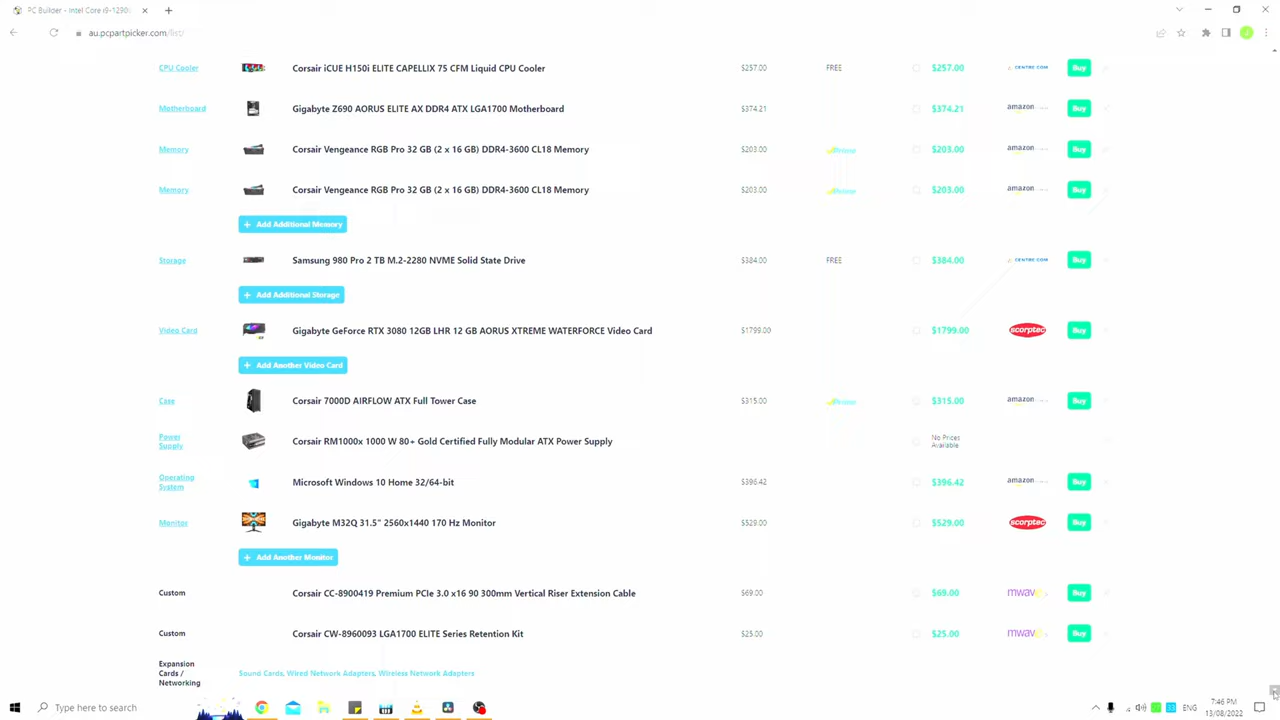 PC Builder - Intel Core i9-1290
au.pcpartpicker.com/list/
CPU Cooler Corsair iCUE H150i ELITE CAPELLIX 75 CFM Liquid CPU Cooler $257.00 FREE $257.00 CENTRE COM Buy
Motherboard Gigabyte Z690 AORUS ELITE AX DDR4 ATX LGA1700 Motherboard $374.21 $374.21 amazon Buy
Memory Corsair Vengeance RGB Pro 32 GB (2 x 16 GB) DDR4-3600 CL18 Memory $203.00 $203.00 amazon Buy
Memory Corsair Vengeance RGB Pro 32 GB (2 x 16 GB) DDR4-3600 CL18 Memory $203.00 $203.00 amazon Buy
+ Add Additional Memory
Storage Samsung 980 Pro 2 TB M.2-2280 NVME Solid State Drive $384.00 FREE $384.00 CENTRE COM Buy
+ Add Additional Storage
Video Card Gigabyte GeForce RTX 3080 12GB LHR 12 GB AORUS XTREME WATERFORCE Video Card $1799.00 $1799.00 scorptec Buy
+ Add Another Video Card
Case Corsair 7000D AIRFLOW ATX Full Tower Case $315.00 $315.00 amazon Buy
Power Supply Corsair RM1000x 1000 W 80+ Gold Certified Fully Modular ATX Power Supply No Prices Available
Operating System Microsoft Windows 10 Home 32/64-bit $396.42 $396.42 amazon Buy
Monitor Gigabyte M32Q 31.5" 2560x1440 170 Hz Monitor $529.00 $529.00 scorptec Buy
+ Add Another Monitor
Custom Corsair CC-8900419 Premium PCIe 3.0 x16 90 300mm Vertical Riser Extension Cable $69.00 $69.00 mwave Buy
Custom Corsair CW-8960093 LGA1700 ELITE Series Retention Kit $25.00 $25.00 mwave Buy
Expansion Cards / Networking Sound Cards, Wired Network Adapters, Wireless Network Adapters
Type here to search ENG 7:46 PM
13/08/2022